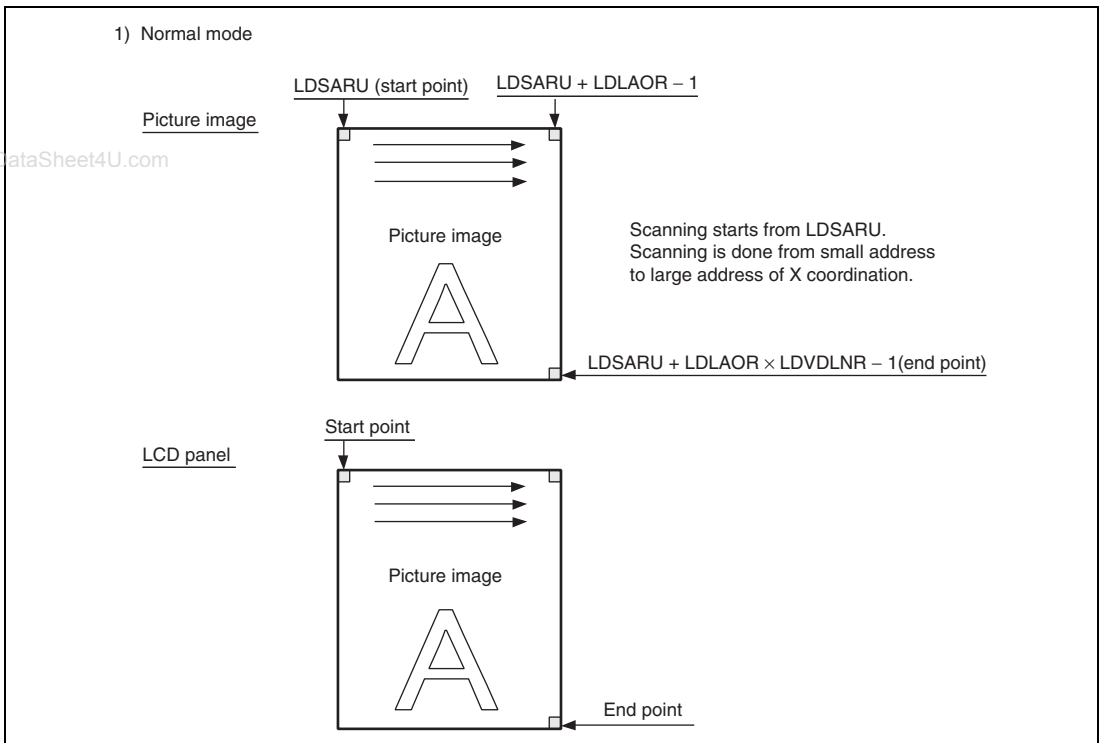 1) Normal mode
LDSARU (start point)
LDSARU + LDLAOR – 1
Picture image
ataSheet4U.com
Picture image
A
Scanning starts from LDSARU.
Scanning is done from small address
to large address of X coordination.
LDSARU + LDLAOR × LDVDLNR – 1(end point)
Start point
LCD panel
Picture image
A
End point